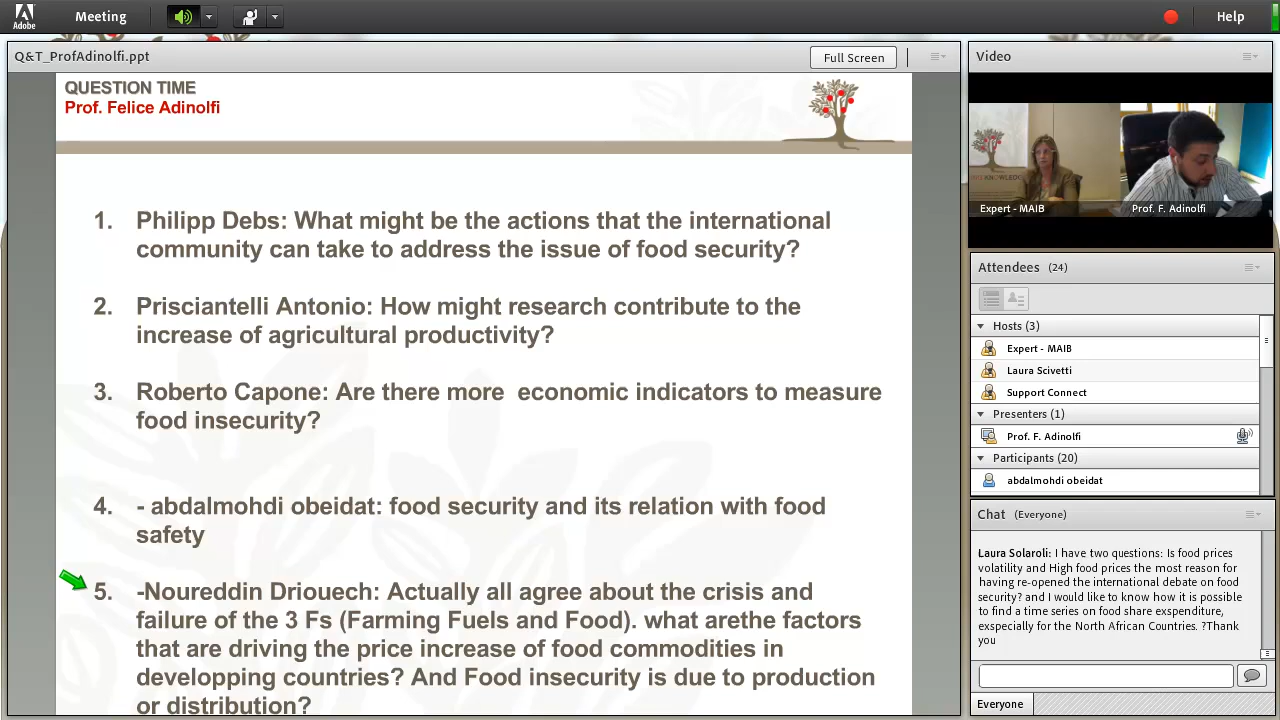 Adobe
Meeting
Help
Q&T_ProfAdinolfi.ppt
Full Screen
QUESTION TIME
Prof. Felice Adinolfi
1. Philipp Debs: What might be the actions that the international
community can take to address the issue of food security?
2. Prisciantelli Antonio: How might research contribute to the
increase of agricultural productivity?
3. Roberto Capone: Are there more economic indicators to measure
food insecurity?
4. - abdalmohdi obeidat: food security and its relation with food
safety
5. -Noureddin Driouech: Actually all agree about the crisis and
failure of the 3 Fs (Farming Fuels and Food). what arethe factors
that are driving the price increase of food commodities in
developping countries? And Food insecurity is due to production
or distribution?
Video
Expert - MAIB
Prof. F. Adinolfi
Attendees (24)
Hosts (3)
Expert - MAIB
Laura Scivetti
Support Connect
Presenters (1)
Prof. F. Adinolfi
Participants (20)
abdalmohdi obeidat
Chat (Everyone)
Laura Solaroli: I have two questions: Is food prices
volatility and High food prices the most reason for
having re-opened the international debate on food
security? and I would like to know how it is possible
to find a time series on food share expsenditure,
exspecially for the North African Countries. ?Thank
you
Everyone